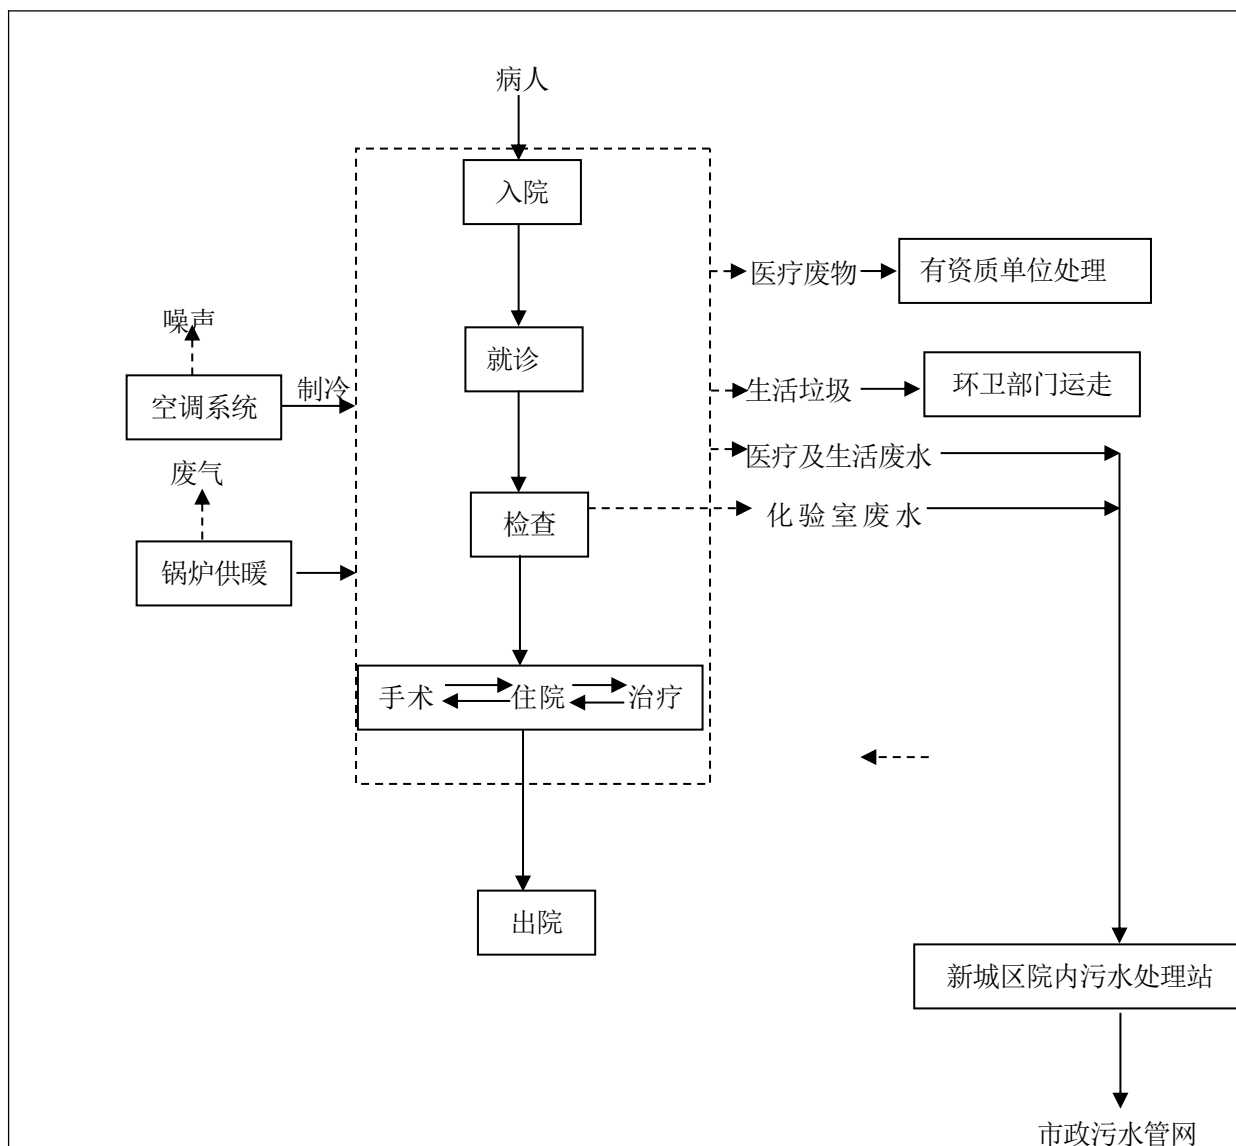 病人
入院
医疗废物
有资质单位处理
噪声
就诊
制冷
空调系统
生活垃圾
环卫部门运走
医疗及生活废水
废气
检查
化验室废水
锅炉供暖
手术
住院
治疗
出院
新城区院内污水处理站
市政污水管网